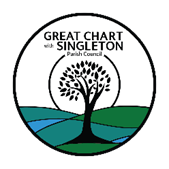 GREAT CHART
with SINGLETON
Parish Council